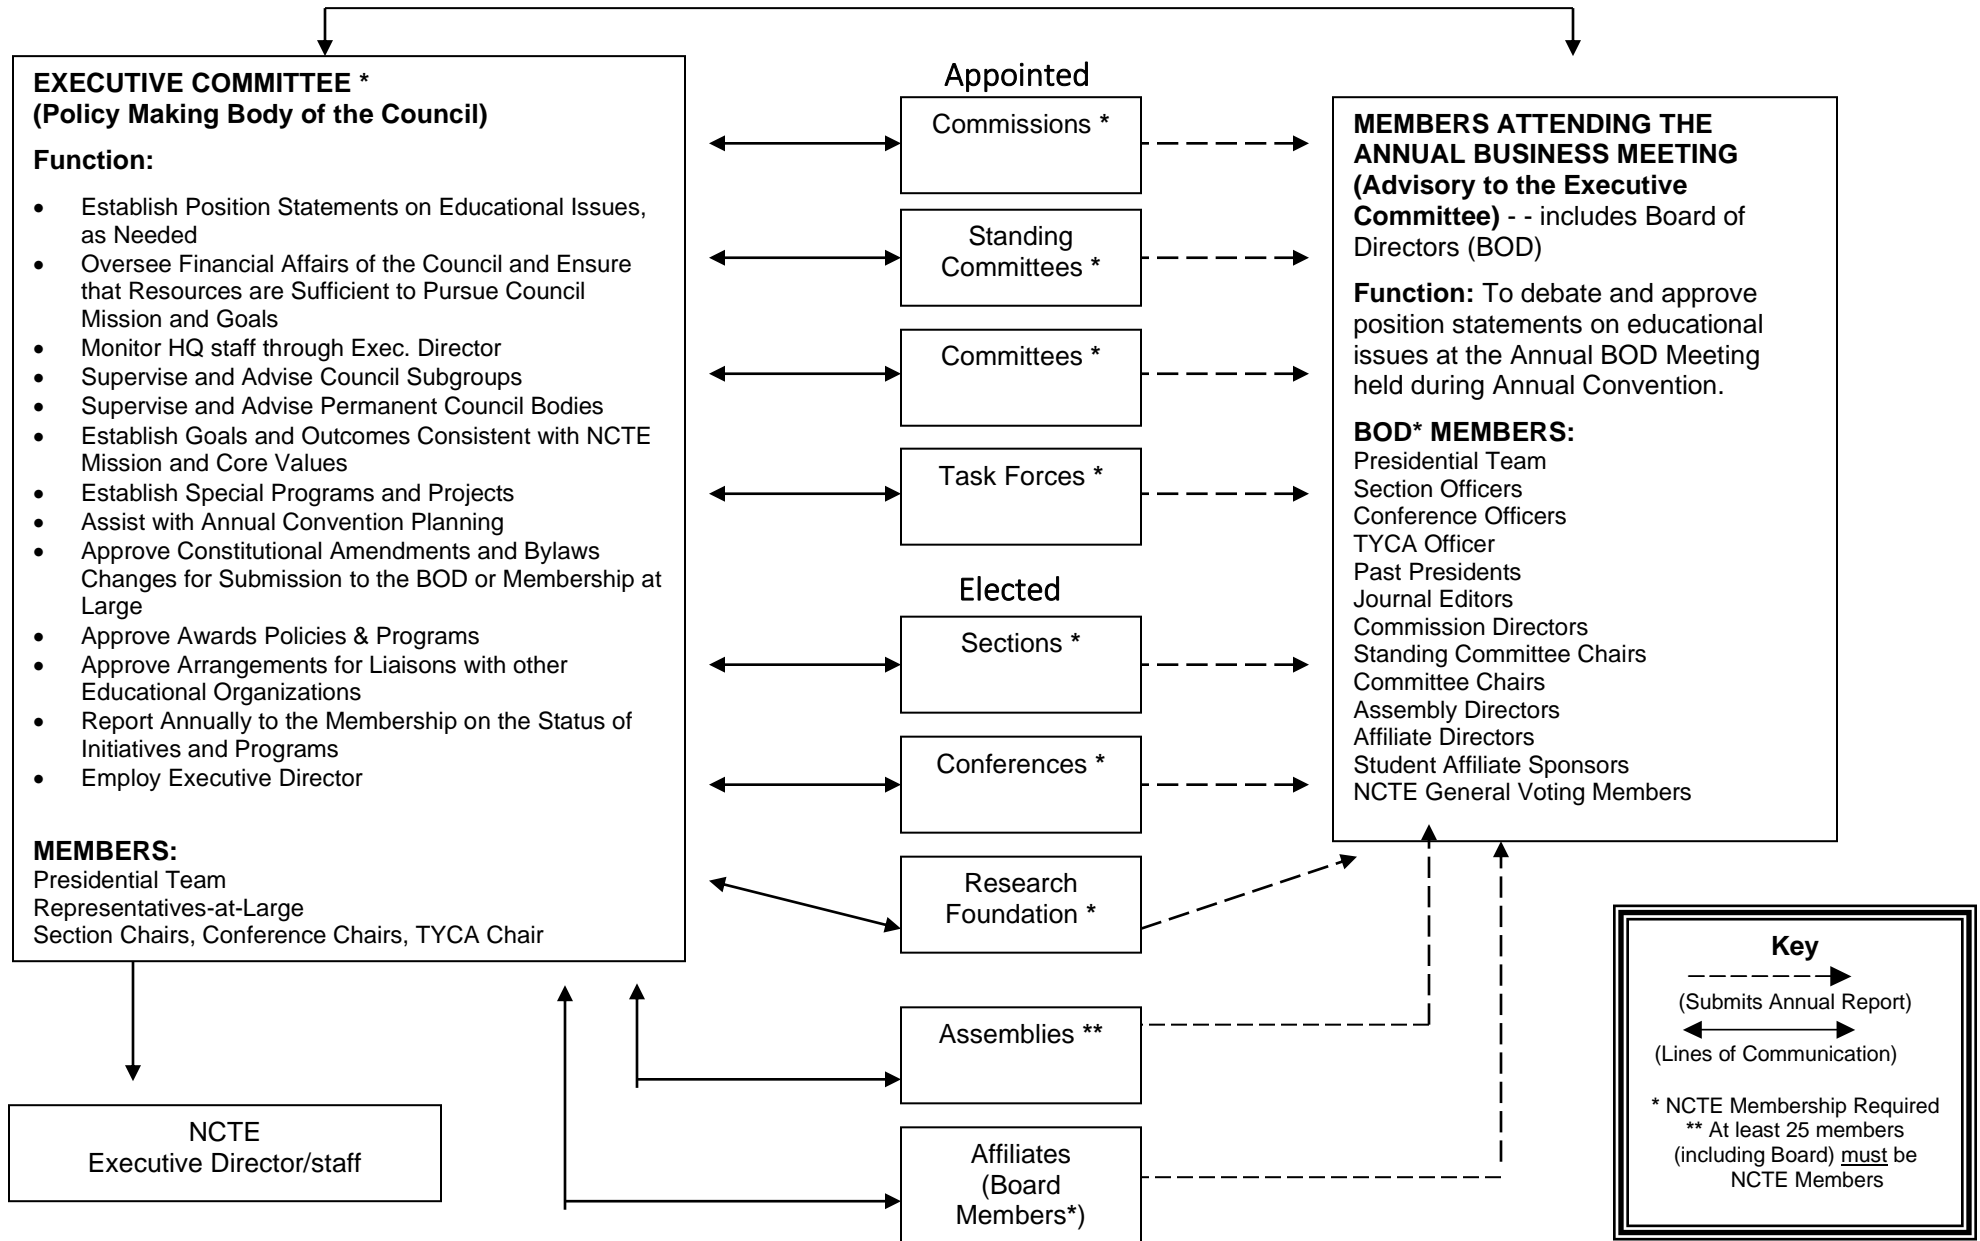 EXECUTIVE COMMITTEE *
(Policy Making Body of the Council)
Function:
• Establish Position Statements on Educational Issues,
as Needed
• Oversee Financial Affairs of the Council and Ensure
that Resources are Sufficient to Pursue Council
Mission and Goals
• Monitor HQ staff through Exec. Director
• Supervise and Advise Council Subgroups
• Supervise and Advise Permanent Council Bodies
• Establish Goals and Outcomes Consistent with NCTE
Mission and Core Values
• Establish Special Programs and Projects
• Assist with Annual Convention Planning
• Approve Constitutional Amendments and Bylaws
Changes for Submission to the BOD or Membership at
Large
• Approve Awards Policies & Programs
• Approve Arrangements for Liaisons with other
Educational Organizations
• Report Annually to the Membership on the Status of
Initiatives and Programs
• Employ Executive Director
MEMBERS:
Presidential Team
Representatives-at-Large
Section Chairs, Conference Chairs, TYCA Chair
NCTE
Executive Director/staff
Appointed
Commissions *
Standing
Committees *
Committees *
Task Forces *
Elected
Sections *
Conferences *
Research
Foundation *
Assemblies **
Affiliates
(Board
Members*)
MEMBERS ATTENDING THE
ANNUAL BUSINESS MEETING
(Advisory to the Executive
Committee) - - includes Board of
Directors (BOD)
Function: To debate and approve
position statements on educational
issues at the Annual BOD Meeting
held during Annual Convention.
BOD* MEMBERS:
Presidential Team
Section Officers
Conference Officers
TYCA Officer
Past Presidents
Journal Editors
Commission Directors
Standing Committee Chairs
Committee Chairs
Assembly Directors
Affiliate Directors
Student Affiliate Sponsors
NCTE General Voting Members
Key
(Submits Annual Report)
(Lines of Communication)
* NCTE Membership Required
** At least 25 members
(including Board) must be
NCTE Members